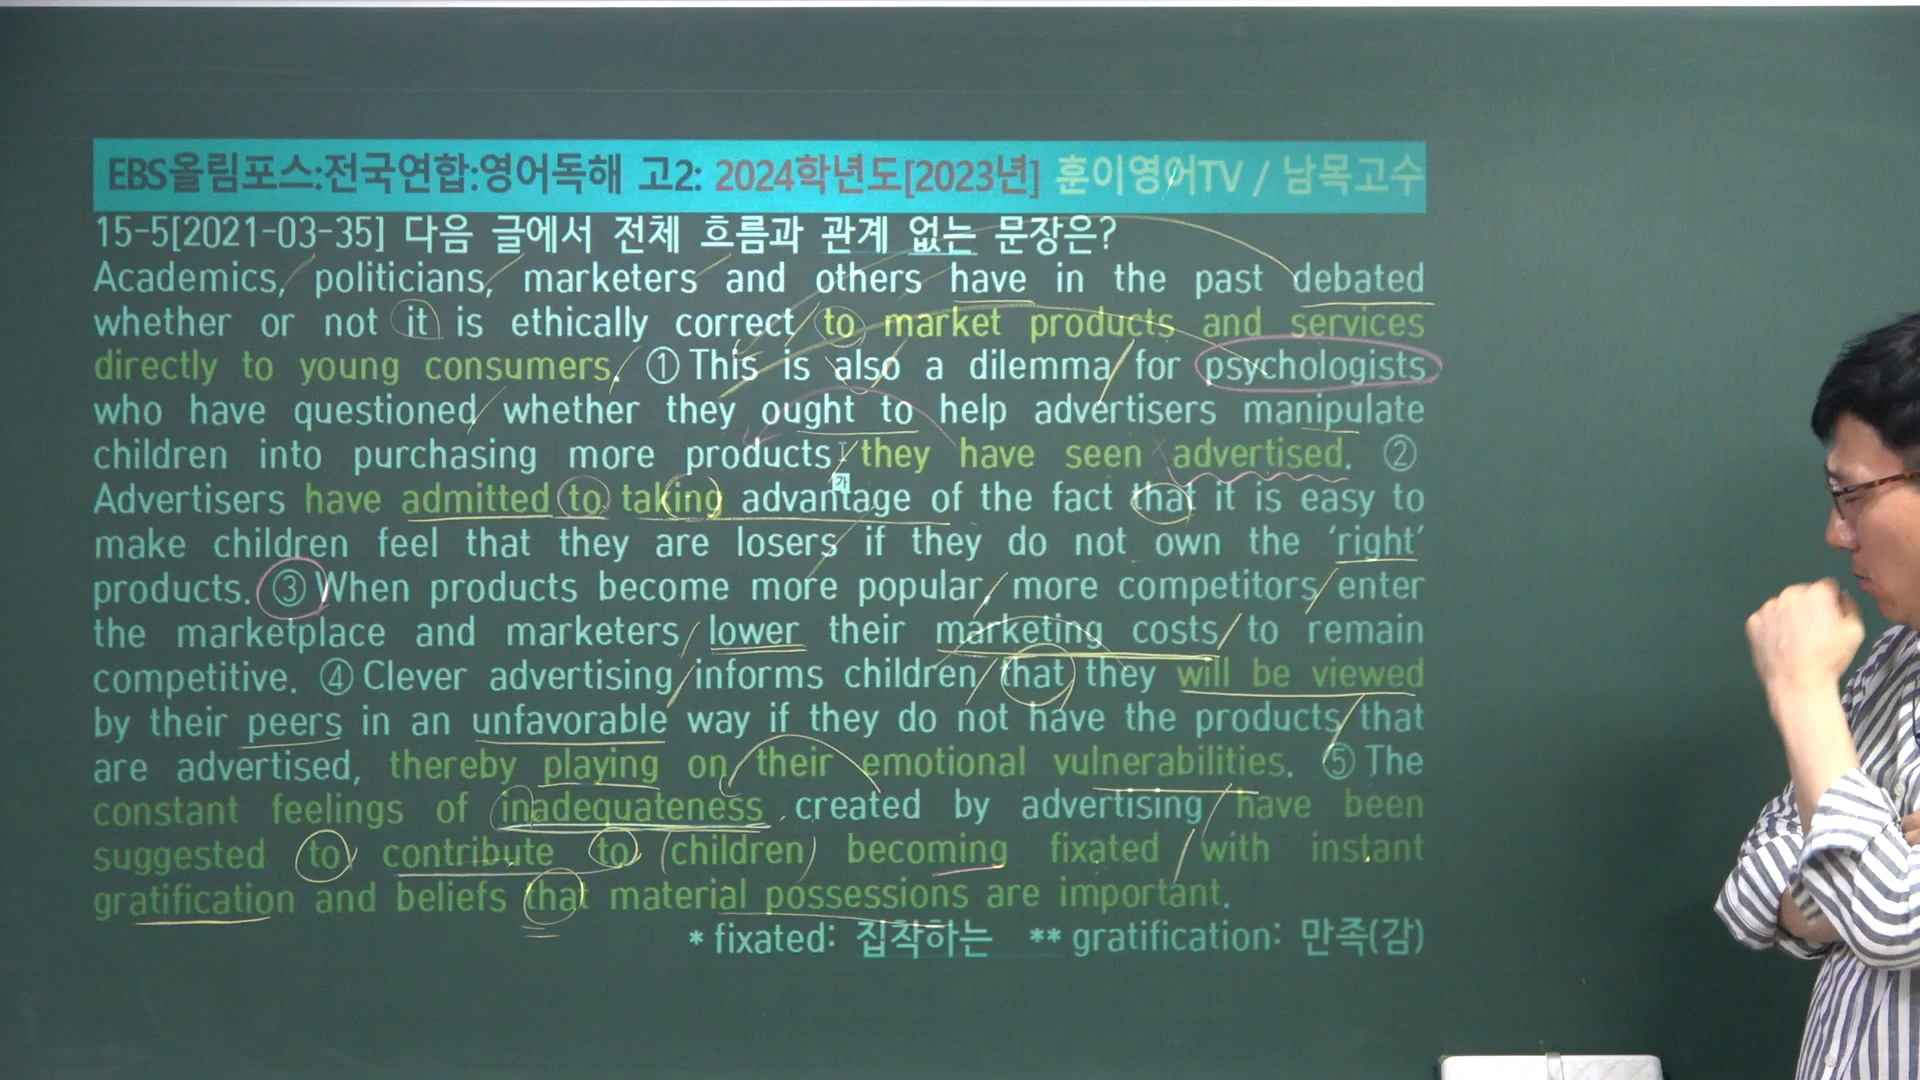 EBS올림포스:전국연합:영어독해 고2: 2024학년도[2023년] 훈이영어TV / 남목고수
15-5[2021-03-35] 다음 글에서 전체 흐름과 관계 없는 문장은?
Academics, politicians, marketers and others have in the past debated
whether or not it is ethically correct to market products and services
directly to young consumers. ① This is also a dilemma for psychologists
who have questioned whether they ought to help advertisers manipulate
children into purchasing more products they have seen advertised. ②
Advertisers have admitted to taking advantage of the fact that it is easy to
make children feel that they are losers if they do not own the ‘right’
products. ③ When products become more popular, more competitors enter
the marketplace and marketers lower their marketing costs to remain
competitive. ④ Clever advertising informs children that they will be viewed
by their peers in an unfavorable way if they do not have the products that
are advertised, thereby playing on their emotional vulnerabilities. ⑤ The
constant feelings of inadequateness created by advertising have been
suggested to contribute to children becoming fixated with instant
gratification and beliefs that material possessions are important.
* fixated: 집착하는 ** gratification: 만족(감)